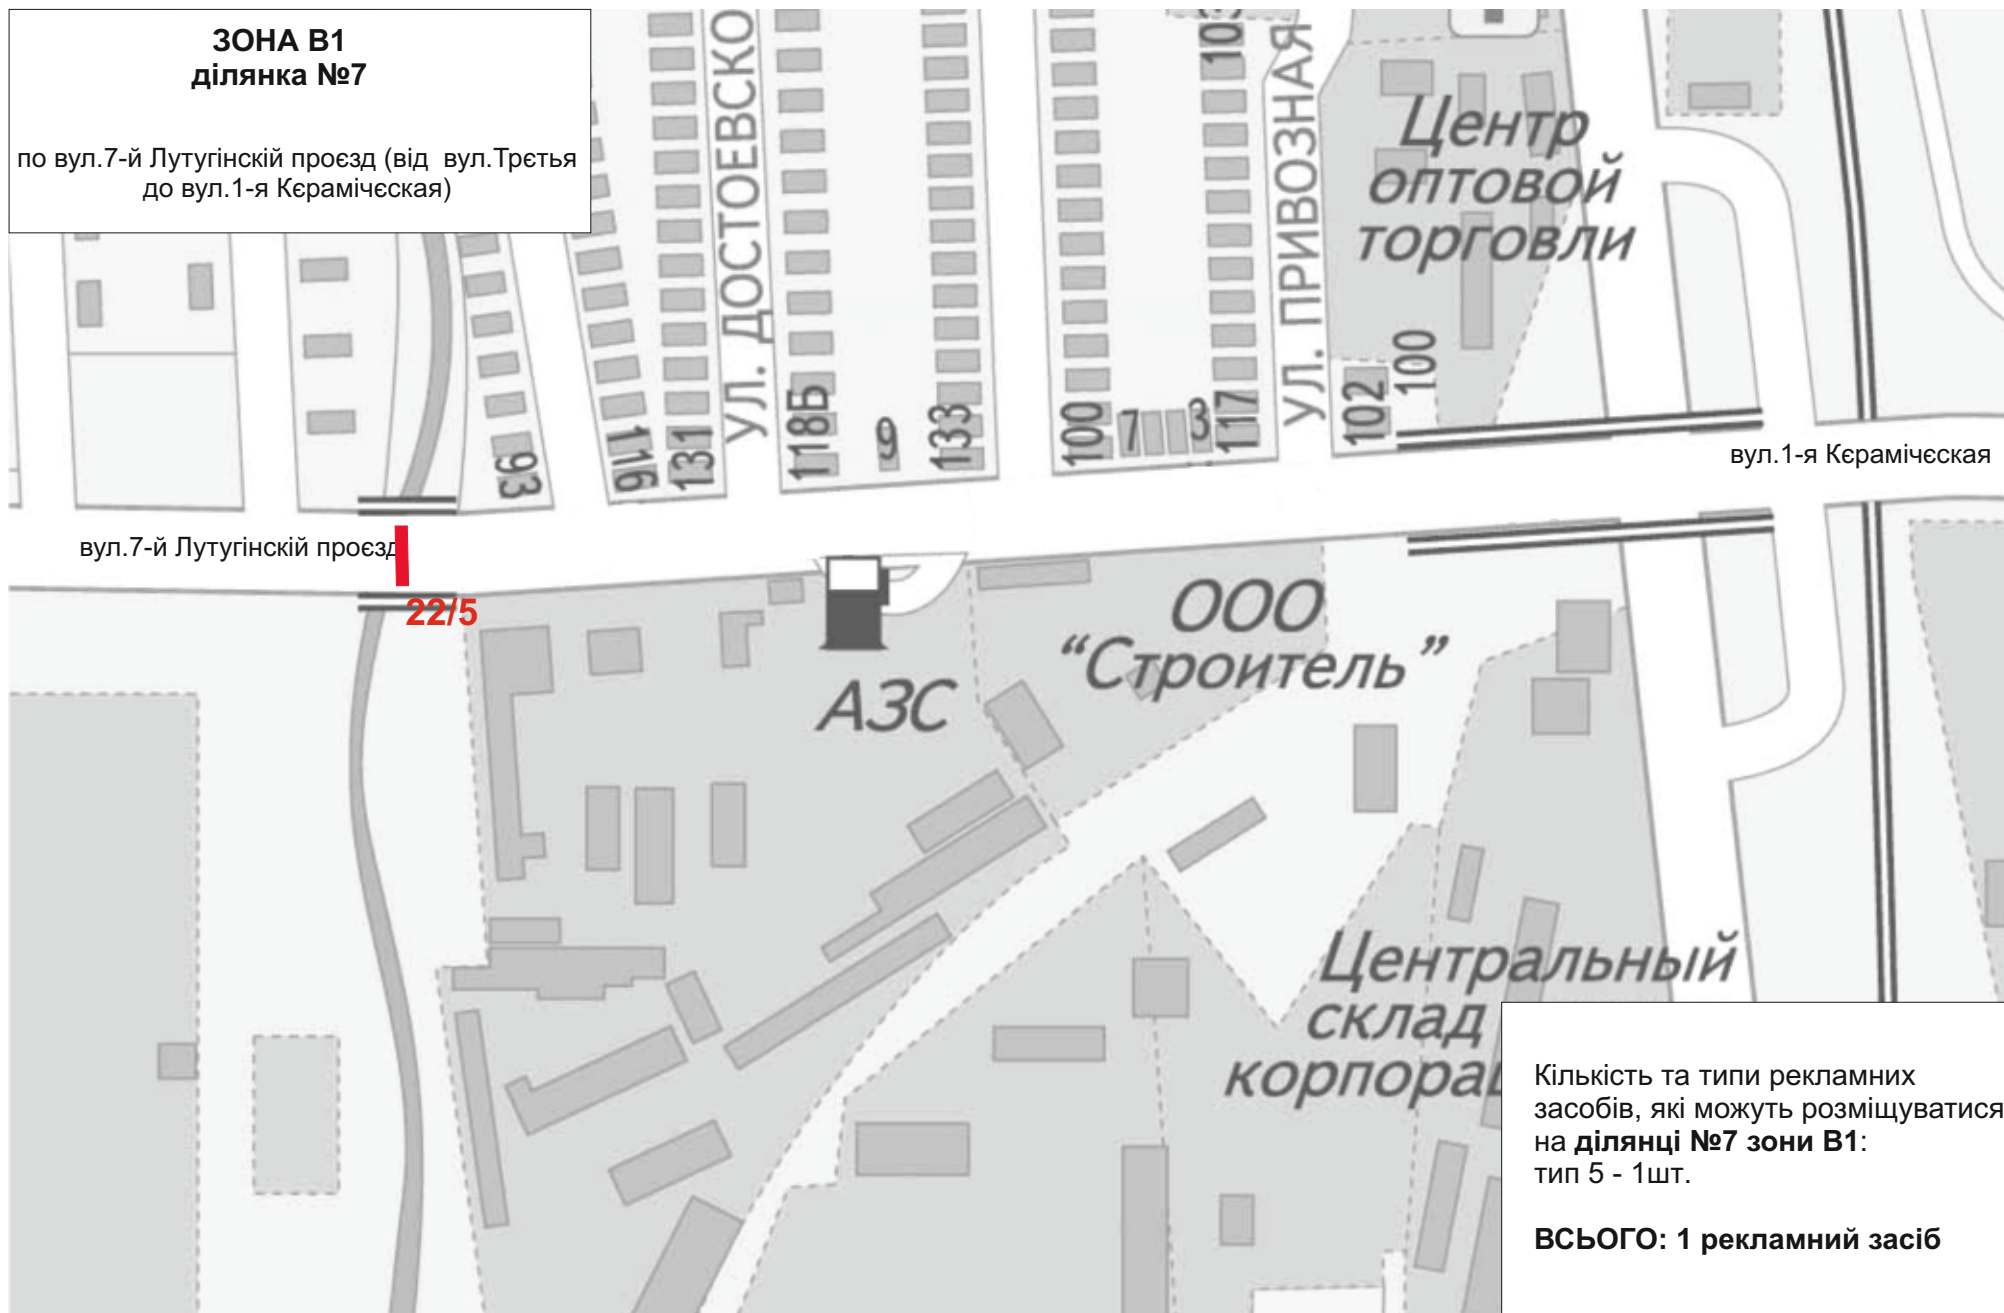 ЗОНА В1
ділянка №7
по вул.7-й Лутугінскій проєзд (від вул.Трєтья
до вул.1-я Кєрамічєская)
УЛ. ДОСТОЕВСКО
УЛ. ПРИВОЗНАЯ
Центр
оптовой
торговли
93
116
131
118Б
9
133
100
7
3
117
102
100
вул.1-я Кєрамічєская
вул.7-й Лутугінскій проєзд
22/5
АЗС
ООО
“Строитель”
Центральный
склад
корпорац
Кількість та типи рекламних
засобів, які можуть розміщуватися
на ділянці №7 зони В1:
тип 5 - 1шт.
ВСЬОГО: 1 рекламний засіб